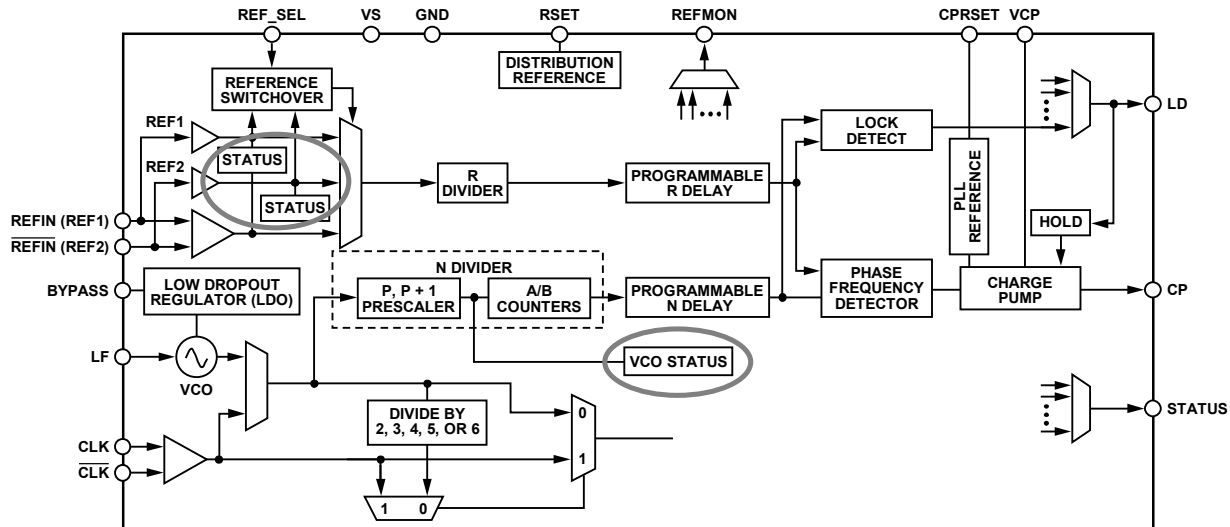 REF_SEL VS GND RSET REFMON CPRSET VCP
DISTRIBUTION
REFERENCE
REFERENCE
SWITCHOVER
REF1
STATUS
REF2
STATUS
R
DIVIDER
PROGRAMMABLE
R DELAY
LOCK
DETECT
LD
PLL
REFERENCE
HOLD
REFIN (REF1)
REFIN (REF2)
BYPASS
LOW DROPOUT
REGULATOR (LDO)
N DIVIDER
P, P + 1
PRESCALER
A/B
COUNTERS
PROGRAMMABLE
N DELAY
PHASE
FREQUENCY
DETECTOR
CHARGE
PUMP
CP
LF
VCO
VCO STATUS
DIVIDE BY
2, 3, 4, 5, OR 6
0
STATUS
CLK
CLK
1
1 0